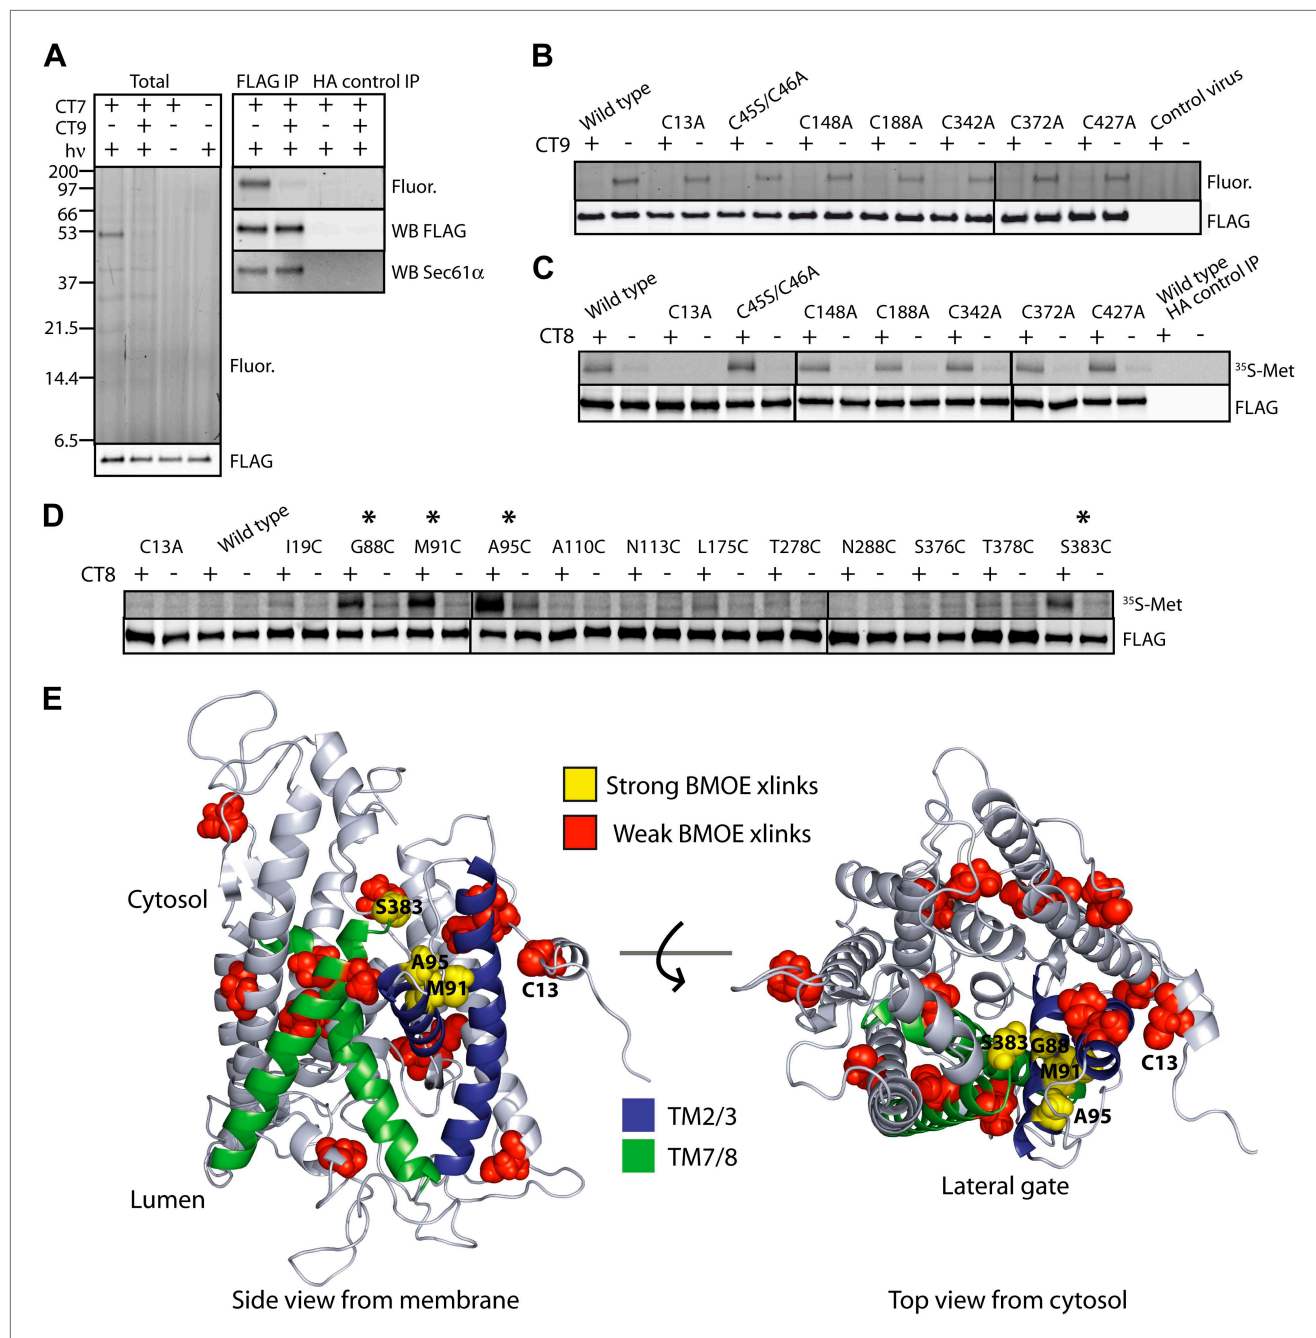 A
Total
FLAG IP HA control IP
CT7 + + + - + + + +
CT9 - + - + - +
hν + + - + + + + +
200
97
66
53
37
21.5
14.4
6.5
Fluor.
FLAG
Fluor.
WB FLAG
WB Sec61α
B
Wild type C13A C45S/C46A C148A C188A C342A C372A C427A Control virus
CT9 + - + - + - + - + - + - + - + - + -
Fluor.
FLAG
C
Wild type C13A C45S/C46A C148A C188A C342A C372A C427A Wild type HA control IP
CT8 + - + - + - + - + - + - + - + - + -
35S-Met
FLAG
D
* * * *
C13A Wild type I19C G88C M91C A95C A110C N113C L175C T278C N288C S376C T378C S383C
CT8 + - + - + - + - + - + - + - + - + - + - + - + - + - + -
35S-Met
FLAG
E
Strong BMOE xlinks
Weak BMOE xlinks
Cytosol
S383
A95
M91
C13
Lumen
TM2/3
TM7/8
Side view from membrane
S383
G88
M91
A95
C13
Lateral gate
Top view from cytosol